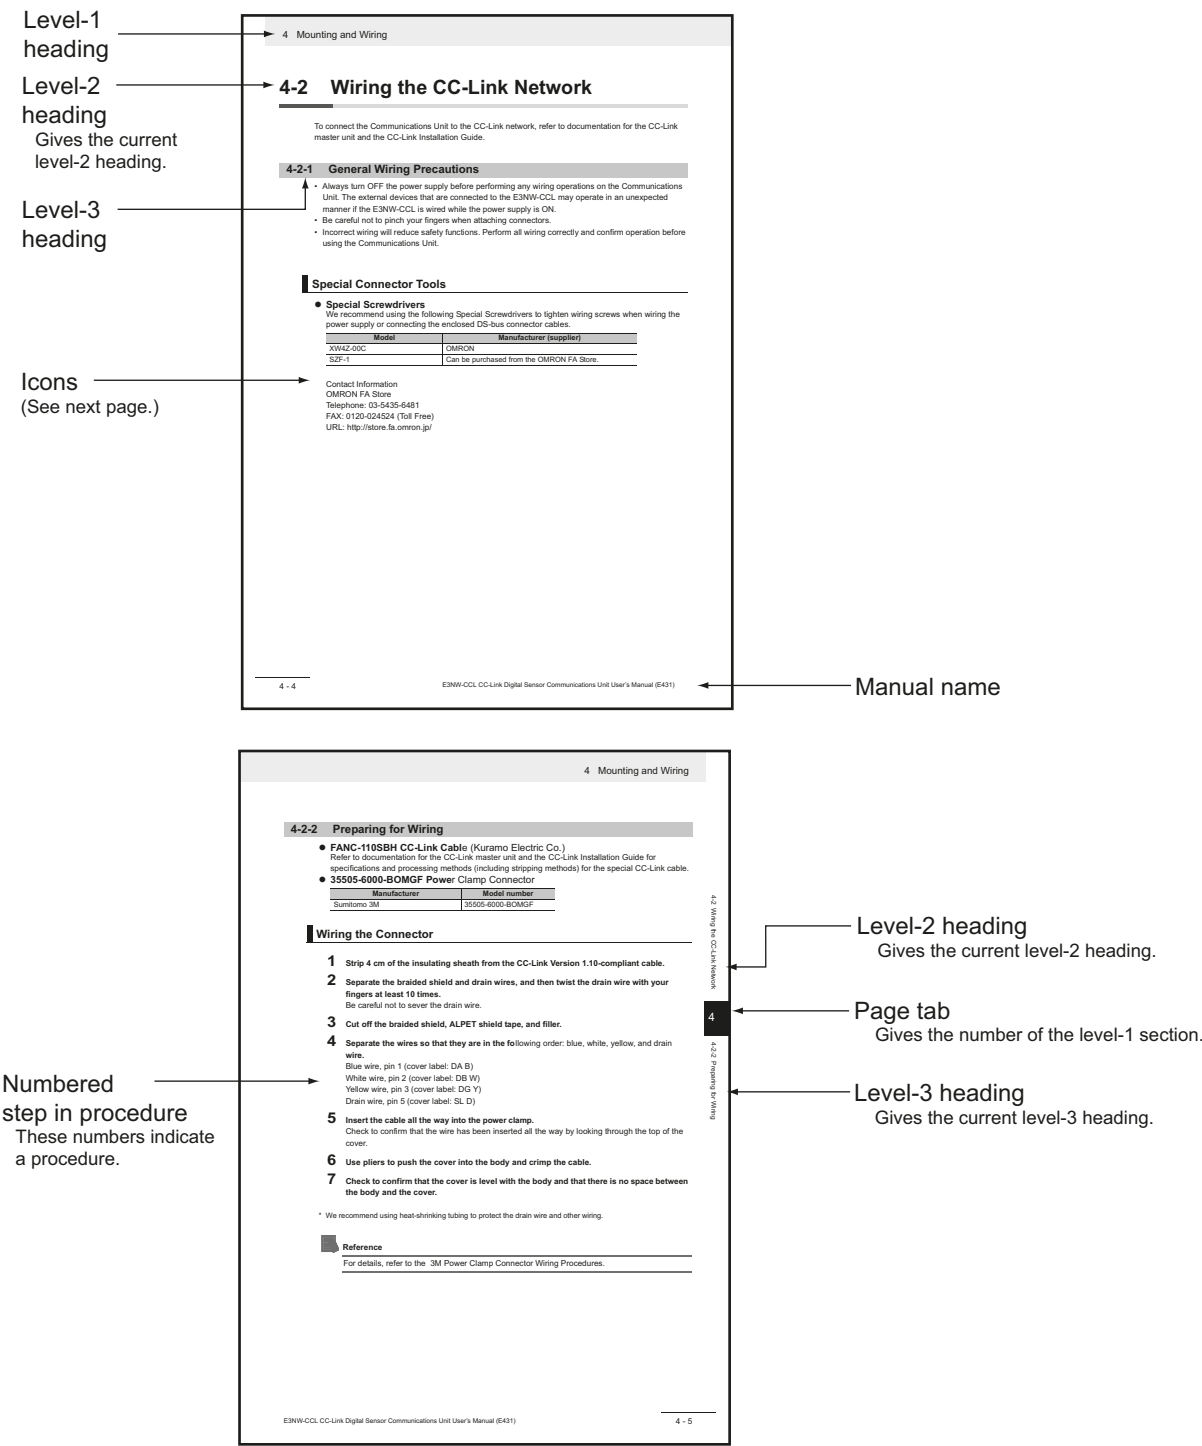 Level-1
heading
Level-2
heading
Gives the current
level-2 heading.
Level-3
heading
Icons
(See next page.)
4 Mounting and Wiring
4-2 Wiring the CC-Link Network
To connect the Communications Unit to the CC-Link network, refer to documentation for the CC-Link
master unit and the CC-Link Installation Guide.
4-2-1 General Wiring Precautions
• Always turn OFF the power supply before performing any wiring operations on the Communications
Unit. The external devices that are connected to the E3NW-CCL may operate in an unexpected
manner if the E3NW-CCL is wired while the power supply is ON.
• Be careful not to pinch your fingers when attaching connectors.
• Incorrect wiring will reduce safety functions. Perform all wiring correctly and confirm operation before
using the Communications Unit.
Special Connector Tools
● Special Screwdrivers
We recommend using the following Special Screwdrivers to tighten wiring screws when wiring the
power supply or connecting the enclosed DS-bus connector cables.
Model Manufacturer (supplier)
XW4Z-00C OMRON
SZF-1 Can be purchased from the OMRON FA Store.
Contact Information
OMRON FA Store
Telephone: 03-5435-6481
FAX: 0120-024524 (Toll Free)
URL: http://store.fa.omron.jp/
4 - 4 E3NW-CCL CC-Link Digital Sensor Communications Unit User's Manual (E431)
Manual name
4 Mounting and Wiring
4-2-2 Preparing for Wiring
● FANC-110SBH CC-Link Cable (Kuramo Electric Co.)
Refer to documentation for the CC-Link master unit and the CC-Link Installation Guide for
specifications and processing methods (including stripping methods) for the special CC-Link cable.
● 35505-6000-BOMGF Power Clamp Connector
Manufacturer Model number
Sumitomo 3M 35505-6000-BOMGF
Wiring the Connector
1 Strip 4 cm of the insulating sheath from the CC-Link Version 1.10-compliant cable.
2 Separate the braided shield and drain wires, and then twist the drain wire with your
fingers at least 10 times.
Be careful not to sever the drain wire.
3 Cut off the braided shield, ALPET shield tape, and filler.
4 Separate the wires so that they are in the following order: blue, white, yellow, and drain
wire.
Blue wire, pin 1 (cover label: DA B)
White wire, pin 2 (cover label: DB W)
Yellow wire, pin 3 (cover label: DG Y)
Drain wire, pin 5 (cover label: SL D)
5 Insert the cable all the way into the power clamp.
Check to confirm that the wire has been inserted all the way by looking through the top of the
cover.
6 Use pliers to push the cover into the body and crimp the cable.
7 Check to confirm that the cover is level with the body and that there is no space between
the body and the cover.
* We recommend using heat-shrinking tubing to protect the drain wire and other wiring.
Reference
For details, refer to the 3M Power Clamp Connector Wiring Procedures.
E3NW-CCL CC-Link Digital Sensor Communications Unit User's Manual (E431) 4 - 5
4-2 Wiring the CC-Link Network
4
4-2-2 Preparing for Wiring
Numbered
step in procedure
These numbers indicate
a procedure.
Level-2 heading
Gives the current level-2 heading.
Page tab
Gives the number of the level-1 section.
Level-3 heading
Gives the current level-3 heading.